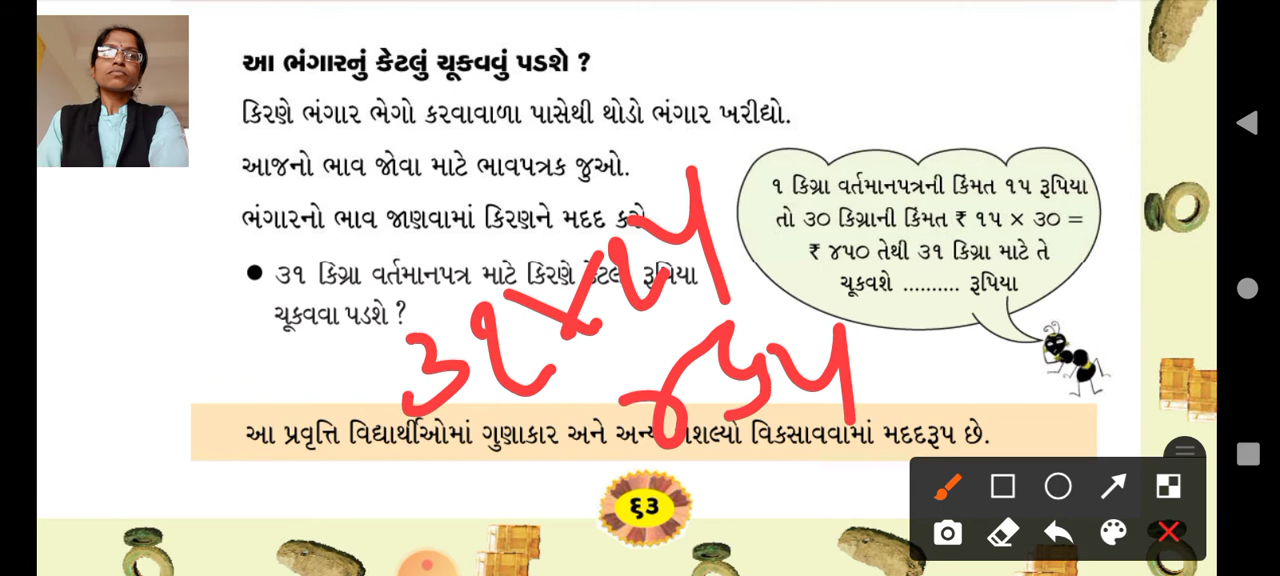 આ ભંગારનું કેટલું ચૂકવવું પડશે ?
કિરણે ભંગાર ભેગો કરવાવાળા પાસેથી થોડો ભંગાર ખરીદ્યો.
આજનો ભાવ જોવા માટે ભાવપત્રક જુઓ.
ભંગારનો ભાવ જાણવામાં કિરણને મદદ કરો
● ૩૧ કિગ્રા વર્તમાનપત્ર માટે કિરણે કેટલા રૂપિયા
ચૂકવવા પડશે ?
૧ કિગ્રા વર્તમાનપત્રની કિંમત ૧૫ રૂપિયા
તો ૩૦ કિગ્રાની કિંમત ₹ ૧૫ × ૩૦ =
₹ ૪૫૦ તેથી ૩૧ કિગ્રા માટે તે
ચૂકવશે .......... રૂપિયા
૩૧×૧૫
૪૬૫
આ પ્રવૃત્તિ વિદ્યાર્થીઓમાં ગુણાકાર અને અન્ય કૌશલ્યો વિકસાવવામાં મદદરૂપ છે.
૬૩